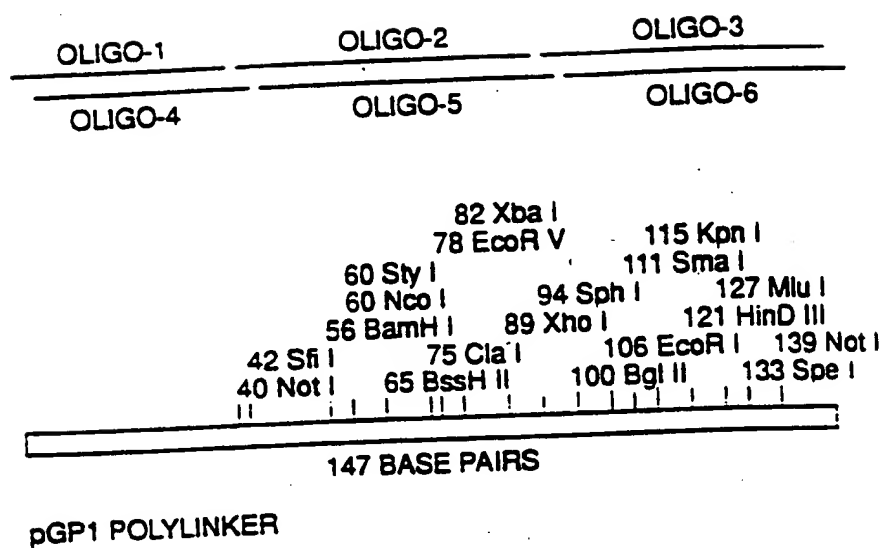 OLIGO-1 OLIGO-2 OLIGO-3
OLIGO-4 OLIGO-5 OLIGO-6
82 Xba I
78 EcoR V 115 Kpn I
60 Sty I 111 Sma I
60 Nco I 94 Sph I 127 Mlu I
56 BamH I 89 Xho I 121 HinD III
42 Sfi I 75 Cla I 106 EcoR I 139 Not I
40 Not I 65 BssH II 100 Bgl II 133 Spe I
147 BASE PAIRS
pGP1 POLYLINKER